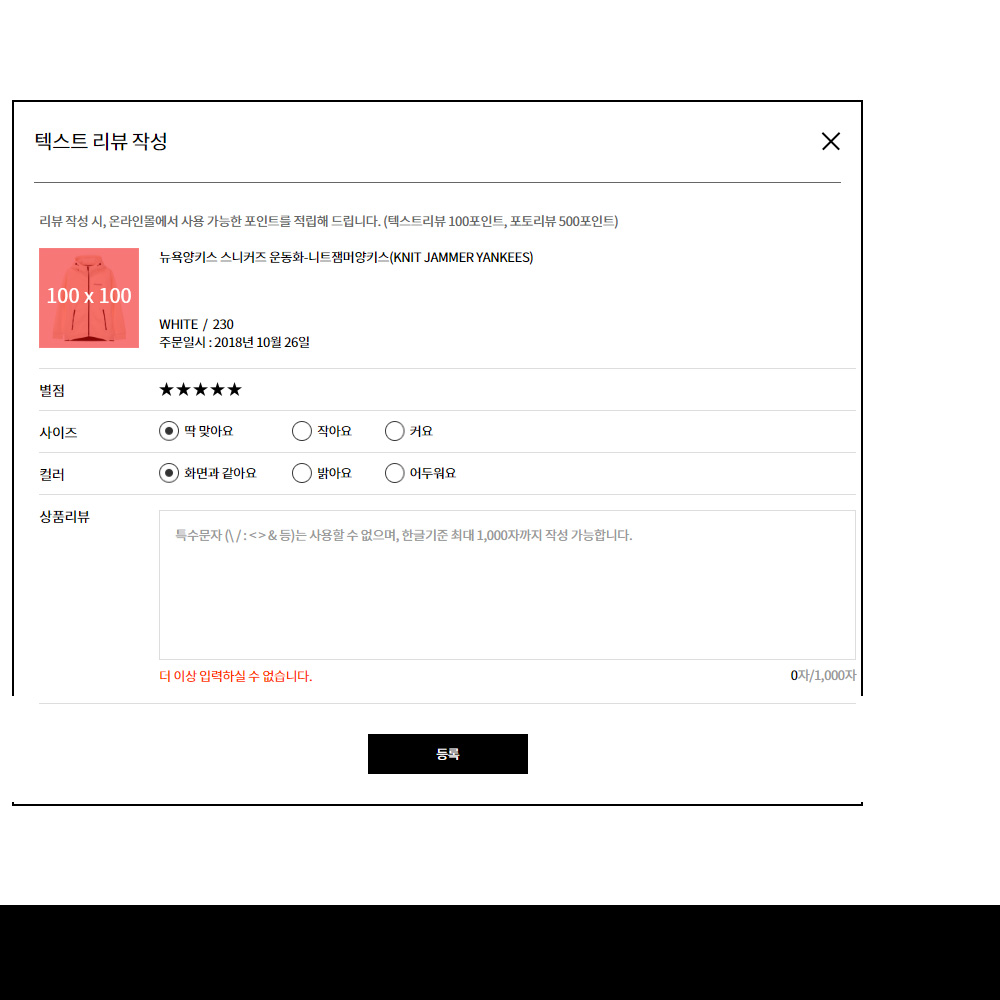 텍스트 리뷰 작성
리뷰 작성 시, 온라인몰에서 사용 가능한 포인트를 적립해 드립니다. (텍스트리뷰 100포인트, 포토리뷰 500포인트)
100 x 100
뉴욕양키스 스니커즈 운동화-니트잼머양키스(KNIT JAMMER YANKEES)
WHITE / 230
주문일시 : 2018년 10월 26일
별점 ★★★★★
사이즈 딱 맞아요 작아요 커요
컬러 화면과 같아요 밝아요 어두워요
상품리뷰
특수문자 (\ / : < > & 등)는 사용할 수 없으며, 한글기준 최대 1,000자까지 작성 가능합니다.
더 이상 입력하실 수 없습니다. 0자/1,000자
등록